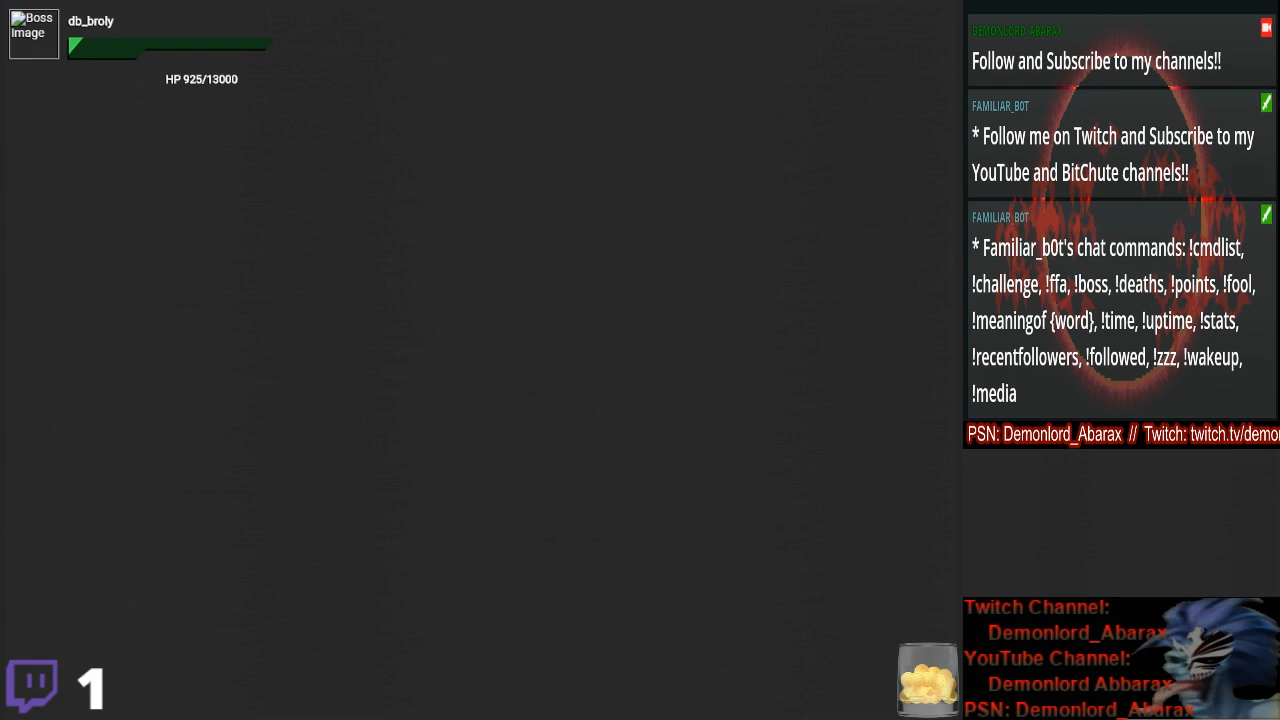 Boss
Image
db_broly
HP 925/13000
DEMONLORD_ABARAX
Follow and Subscribe to my channels!!
FAMILIAR_B0T
* Follow me on Twitch and Subscribe to my
YouTube and BitChute channels!!
FAMILIAR_B0T
* Familiar_b0t's chat commands: !cmdlist,
!challenge, !ffa, !boss, !deaths, !points, !fool,
!meaningof {word}, !time, !uptime, !stats,
!recentfollowers, !followed, !zzz, !wakeup,
!media
PSN: Demonlord_Abarax // Twitch: twitch.tv/demon
Twitch Channel:
Demonlord_Abarax
YouTube Channel:
Demonlord Abbarax
PSN: Demonlord_Abarax
1